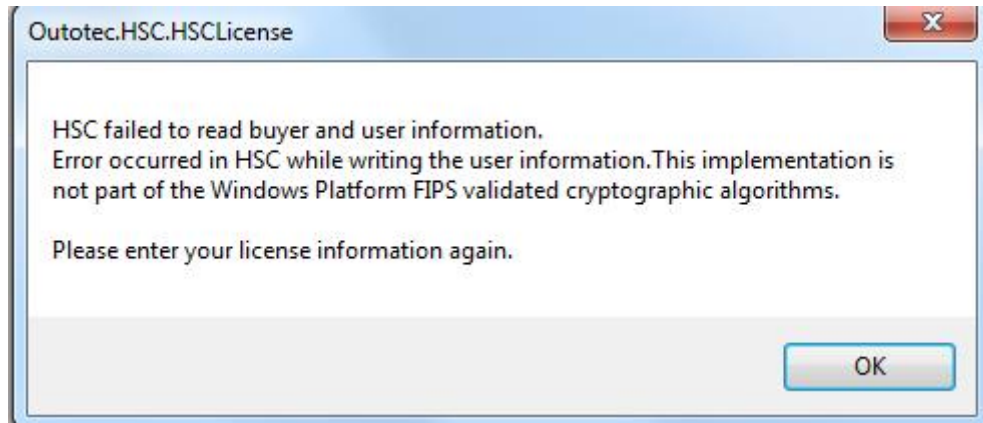 Outotec.HSC.HSCLicense
HSC failed to read buyer and user information.
Error occurred in HSC while writing the user information.This implementation is
not part of the Windows Platform FIPS validated cryptographic algorithms.
Please enter your license information again.
OK